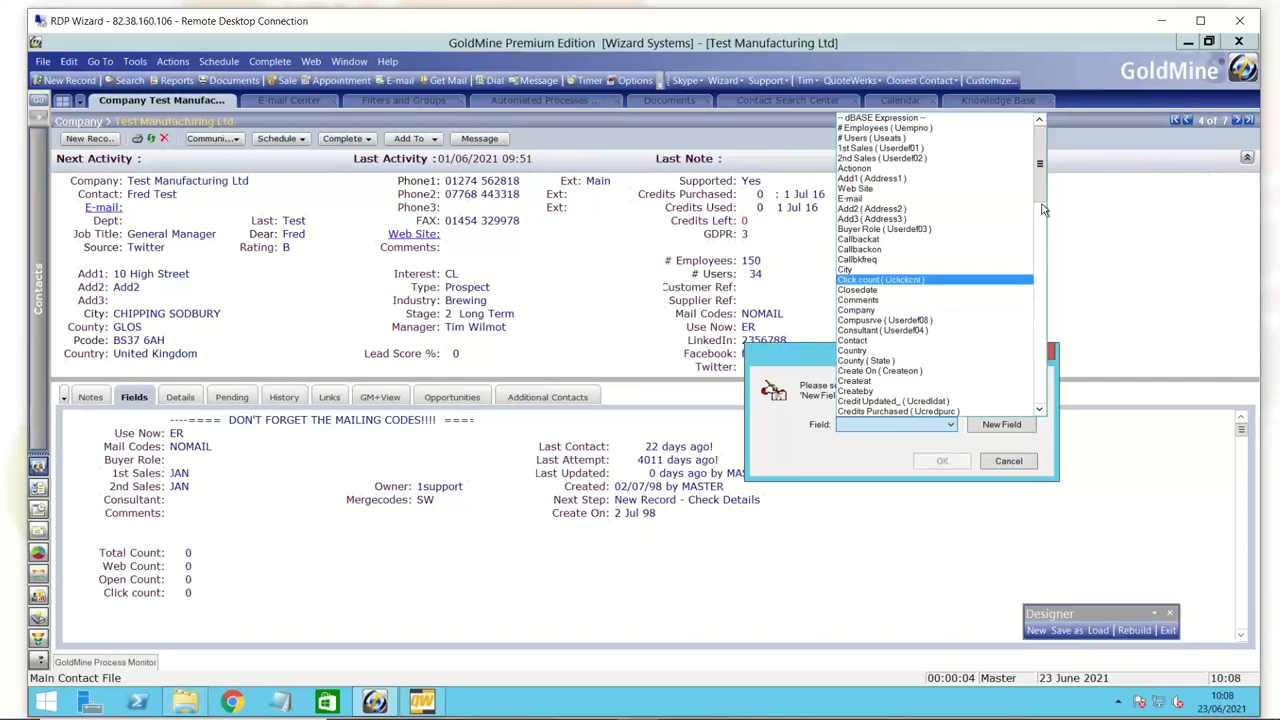 RDP Wizard - 82.38.160.106 - Remote Desktop Connection
GoldMine Premium Edition [Wizard Systems] - [Test Manufacturing Ltd]
File Edit Go To Tools Actions Schedule Complete Web Window Help
New Record Search Reports Documents Sale Appointment E-mail Get Mail Dial Message Timer Options Skype Wizard Support Tim QuoteWerks Closest Contact Customize...
GoldMine
Go
Company Test Manufac... E-mail Center Filters and Groups Automated Processes ... Documents Contact Search Center Calendar Knowledge Base
Company > Test Manufacturing Ltd
4 of 7
New Reco... Communi... Schedule Complete Add To Message
Next Activity: Last Activity : 01/06/2021 09:51 Last Note :
Company: Test Manufacturing Ltd
Contact: Fred Test
E-mail:
Dept: Last: Test
Job Title: General Manager Dear: Fred
Source: Twitter Rating: B
Phone1: 01274 562818 Ext: Main
Phone2: 07768 443318 Ext:
Phone3: Ext:
FAX: 01454 329978
Web Site:
Comments:
Supported: Yes
Credits Purchased: 0 : 1 Jul 16
Credits Used: 0 1 Jul 16
Credits Left: 0
GDPR: 3
# Employees: 150
# Users: 34
Customer Ref:
Supplier Ref:
Mail Codes: NOMAIL
Use Now: ER
LinkedIn: 2356788
Facebook:
Twitter:
Add1: 10 High Street
Add2: Add2
Add3:
City: CHIPPING SODBURY
County: GLOS
Pcode: BS37 6AH
Country: United Kingdom
Interest: CL
Type: Prospect
Industry: Brewing
Stage: 2 Long Term
Manager: Tim Wilmot
Lead Score %: 0
Contacts
-- dBASE Expression --
# Employees ( Uempno )
# Users ( Useats )
1st Sales ( Userdef01 )
2nd Sales ( Userdef02 )
Actionon
Add1 ( Address1 )
Web Site
E-mail
Add2 ( Address2 )
Add3 ( Address3 )
Buyer Role ( Userdef03 )
Callbackat
Callbackon
Callbkfreq
City
Click count ( Uclickcnt )
Closedate
Comments
Company
Compusrve ( Userdef08 )
Consultant ( Userdef04 )
Contact
Country
County ( State )
Create On ( Createon )
Createat
Createby
Credit Updated_ ( Ucredldat )
Credits Purchased ( Ucredpurc )
Please se
'New Fiel
Field: New Field
OK Cancel
Notes Fields Details Pending History Links GM+View Opportunities Additional Contacts
----==== DON'T FORGET THE MAILING CODES!!!! ====
Use Now: ER
Mail Codes: NOMAIL
Buyer Role:
1st Sales: JAN
2nd Sales: JAN
Consultant:
Comments:
Owner: 1support
Mergecodes: SW
Last Contact: 22 days ago!
Last Attempt: 4011 days ago!
Last Updated: 0 days ago by MAS
Created: 02/07/98 by MASTER
Next Step: New Record - Check Details
Create On: 2 Jul 98
Total Count: 0
Web Count: 0
Open Count: 0
Click count: 0
Designer
New Save as Load Rebuild Exit
GoldMine Process Monitor
Main Contact File 00:00:04 Master 23 June 2021 10:08
QW
10:08
23/06/2021